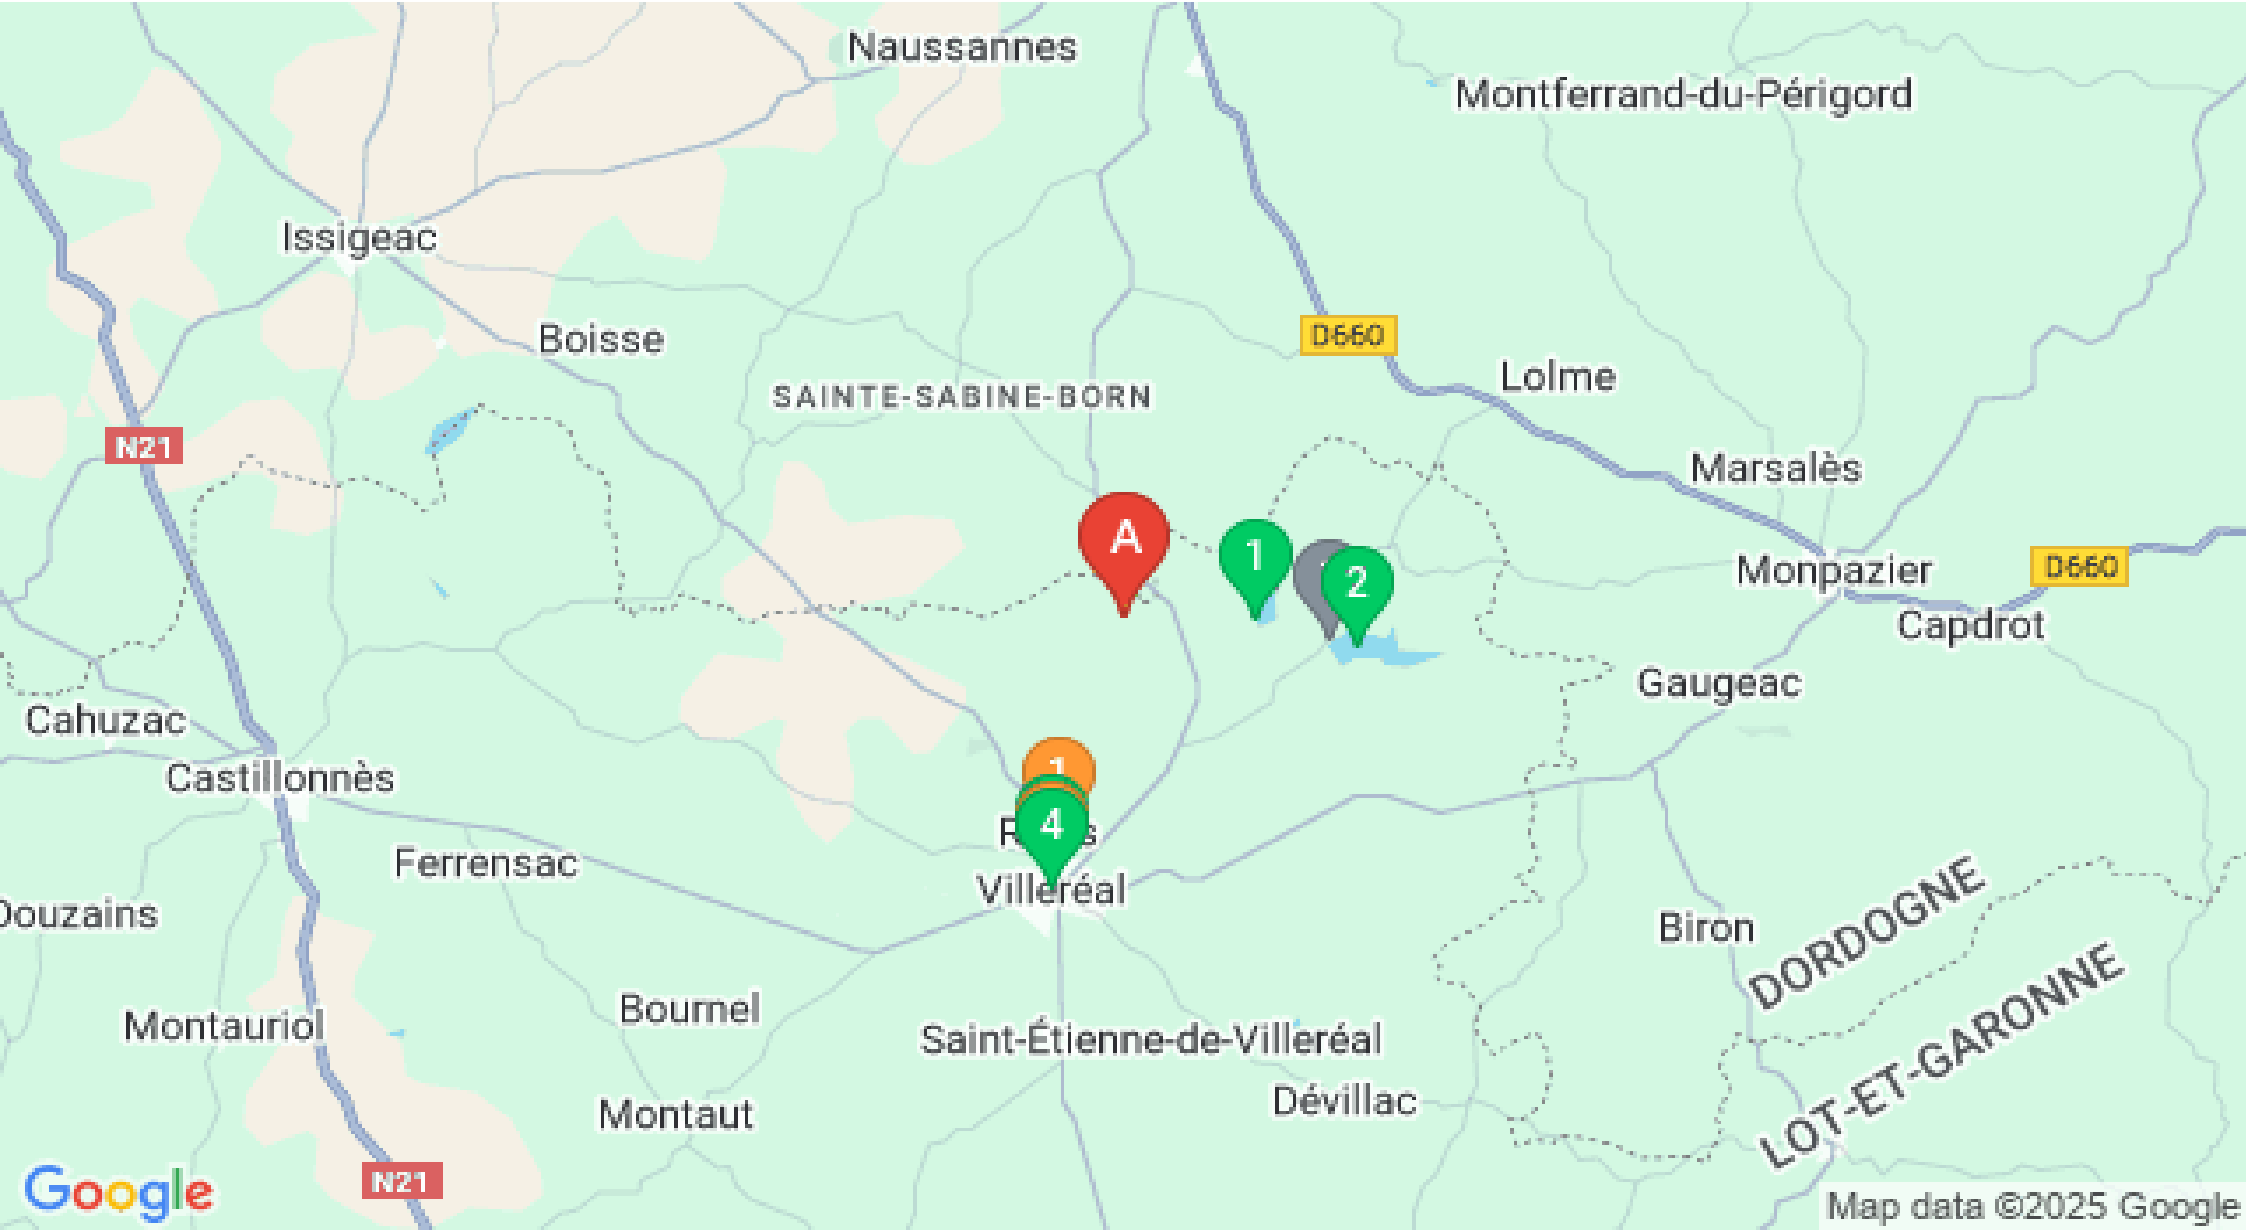 Naussannes
Montferrand-du-Périgord
Issigeac
Boisse
D660
Lolme
SAINTE-SABINE-BORN
N21
Marsalès
A
1
2
Monpazier
D660
Capdrot
Gaugeac
Cahuzac
Castillonnès
1
4
Ferrensac
Villeréal
Douzains
Biron
DORDOGNE
Bournel
Montauriol
Saint-Étienne-de-Villeréal
LOT-ET-GARONNE
Dévillac
Montaut
N21
Google
Map data ©2025 Google